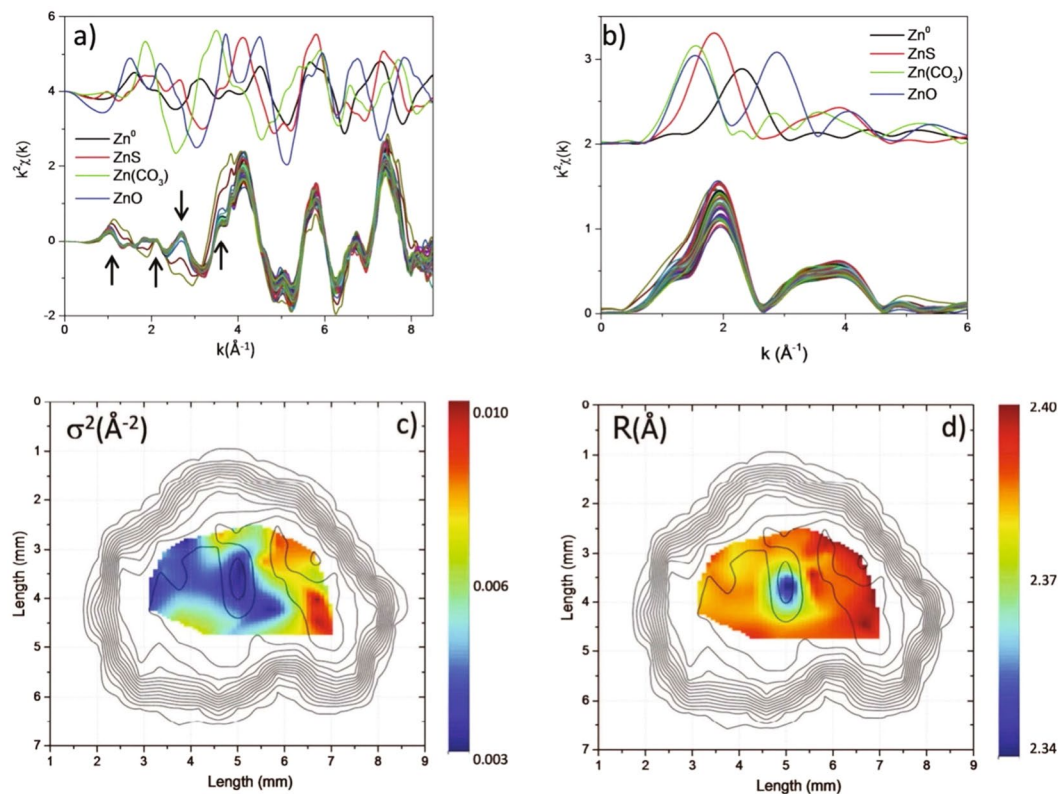 a)
6
4
2
0
-2
k²χ(k)
Zn⁰
ZnS
Zn(CO₃)
ZnO
0
2
4
6
8
k(Å⁻¹)
b)
3
2
1
0
k²χ(k)
Zn⁰
ZnS
Zn(CO₃)
ZnO
0
2
4
6
k (Å⁻¹)
σ²(Å⁻²)
c)
0
1
2
3
4
5
6
7
Length (mm)
1
2
3
4
5
6
7
8
9
Length (mm)
0.010
0.006
0.003
R(Å)
d)
0
1
2
3
4
5
6
7
Length (mm)
1
2
3
4
5
6
7
8
9
Length (mm)
2.40
2.37
2.34